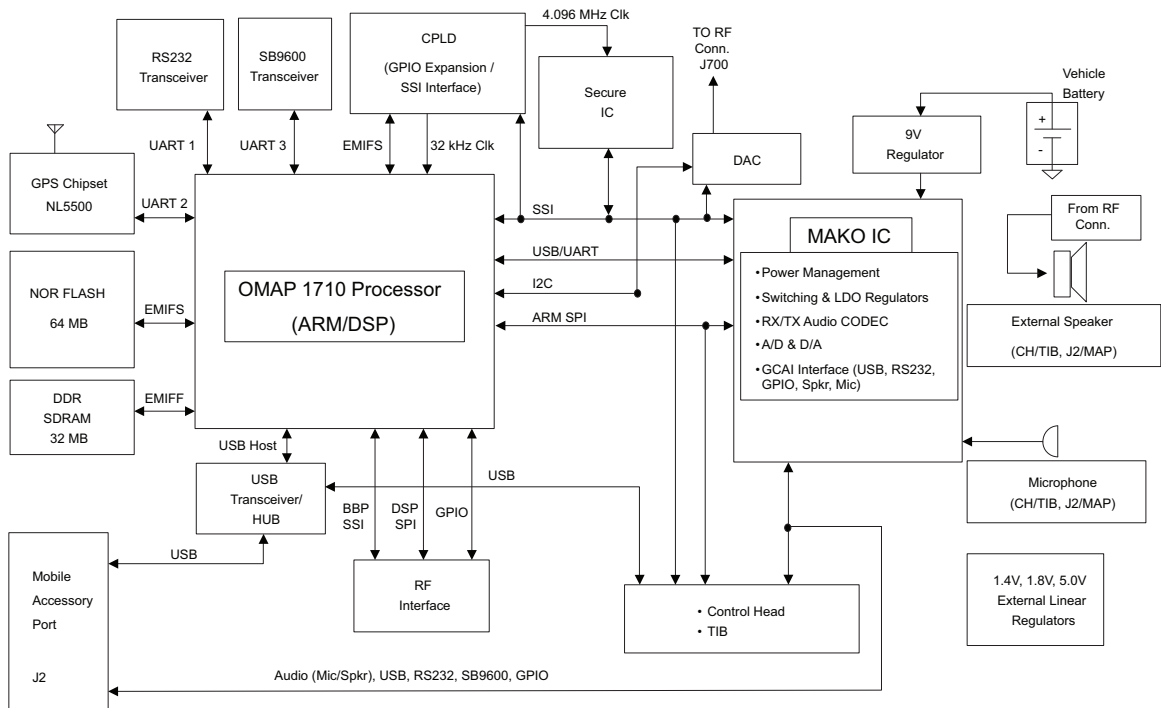 4.096 MHz Clk
RS232
Transceiver
SB9600
Transceiver
CPLD
(GPIO Expansion /
SSI Interface)
Secure
IC
TO RF
Conn.
J700
Vehicle
Battery
+
-
9V
Regulator
DAC
UART 1
UART 3
EMIFS
32 kHz Clk
GPS Chipset
NL5500
UART 2
NOR FLASH
64 MB
EMIFS
DDR
SDRAM
32 MB
EMIFF
OMAP 1710 Processor
(ARM/DSP)
SSI
USB/UART
I2C
ARM SPI
MAKO IC
•Power Management
•Switching & LDO Regulators
•RX/TX Audio CODEC
•A/D & D/A
•GCAI Interface (USB, RS232,
GPIO, Spkr, Mic)
From RF
Conn.
External Speaker
(CH/TIB, J2/MAP)
Microphone
(CH/TIB, J2/MAP)
1.4V, 1.8V, 5.0V
External Linear
Regulators
USB Host
USB
Transceiver/
HUB
USB
BBP
SSI
DSP
SPI
GPIO
USB
RF
Interface
• Control Head
• TIB
Mobile
Accessory
Port
J2
Audio (Mic/Spkr), USB, RS232, SB9600, GPIO